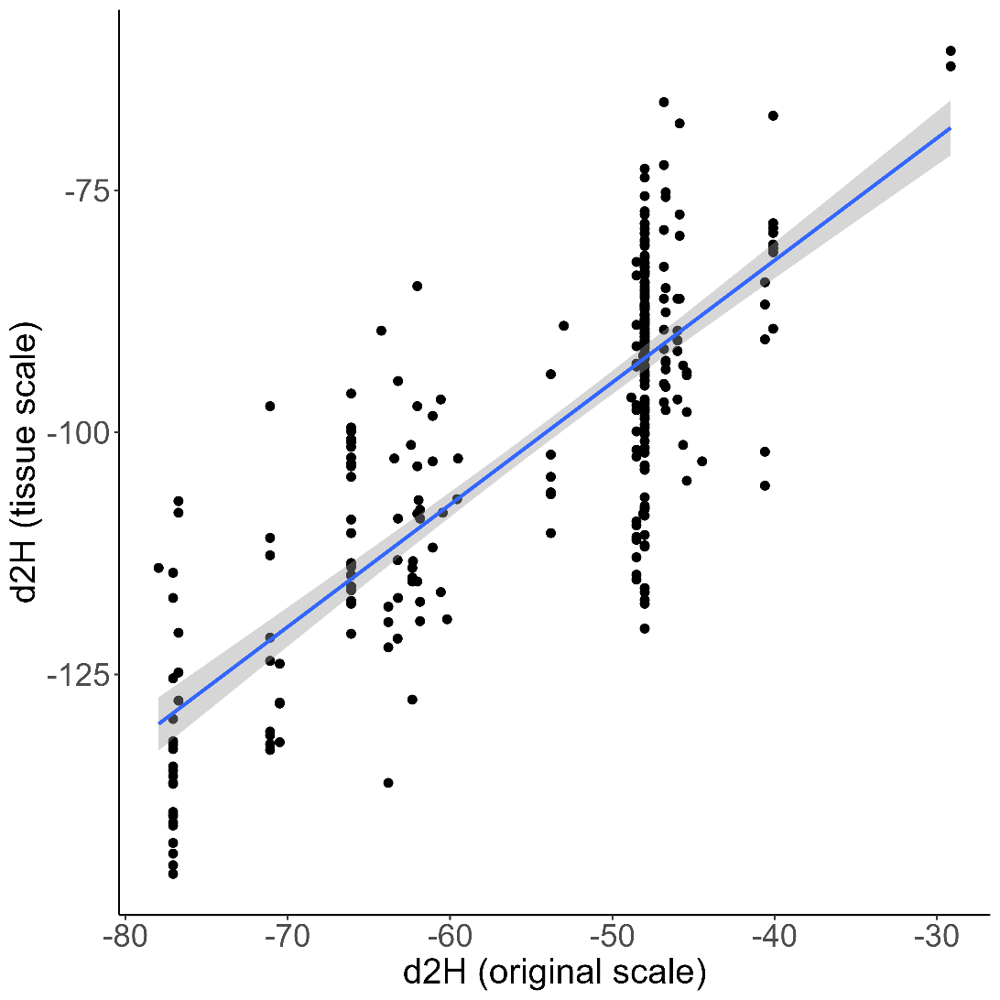 d2H (tissue scale)
-75
-100
-125
-80 -70 -60 -50 -40 -30
d2H (original scale)